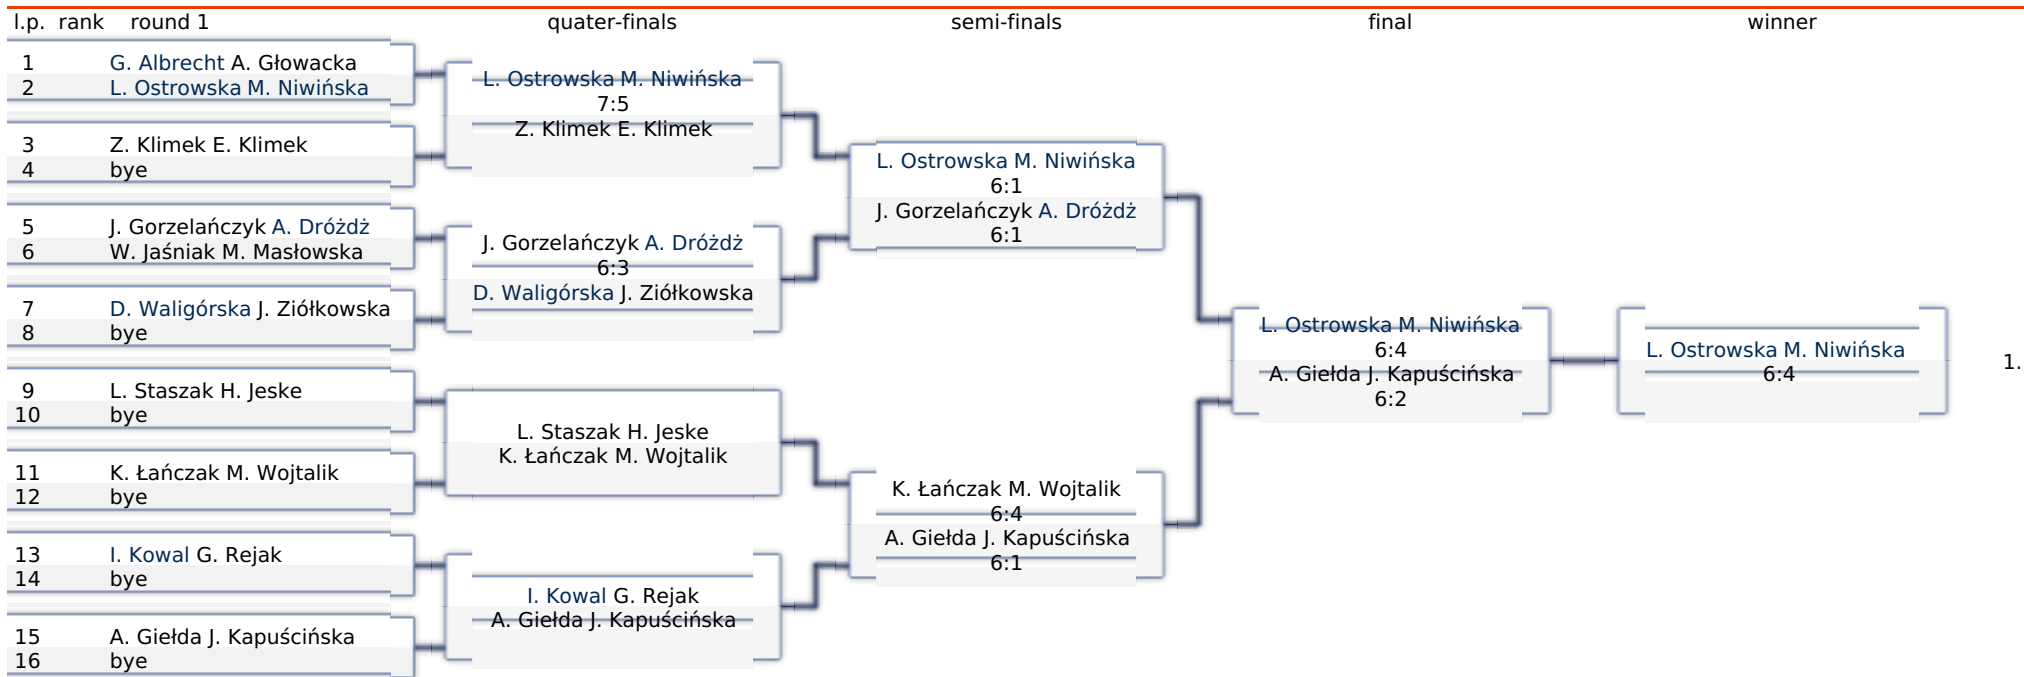 l.p. rank round 1 quater-finals semi-finals final winner
1 G. Albrecht A. Głowacka
2 L. Ostrowska M. Niwińska
3 Z. Klimek E. Klimek
4 bye
5 J. Gorzelańczyk A. Dróżdż
6 W. Jaśniak M. Masłowska
7 D. Waligórska J. Ziółkowska
8 bye
9 L. Staszak H. Jeske
10 bye
11 K. Łańczak M. Wojtalik
12 bye
13 I. Kowal G. Rejak
14 bye
15 A. Giełda J. Kapuścińska
16 bye
L. Ostrowska M. Niwińska
7:5
Z. Klimek E. Klimek
J. Gorzelańczyk A. Dróżdż
6:3
D. Waligórska J. Ziółkowska
L. Staszak H. Jeske
K. Łańczak M. Wojtalik
I. Kowal G. Rejak
A. Giełda J. Kapuścińska
L. Ostrowska M. Niwińska
6:1
J. Gorzelańczyk A. Dróżdż
6:1
K. Łańczak M. Wojtalik
6:4
A. Giełda J. Kapuścińska
6:1
L. Ostrowska M. Niwińska
6:4
A. Giełda J. Kapuścińska
6:2
L. Ostrowska M. Niwińska
6:4
1.